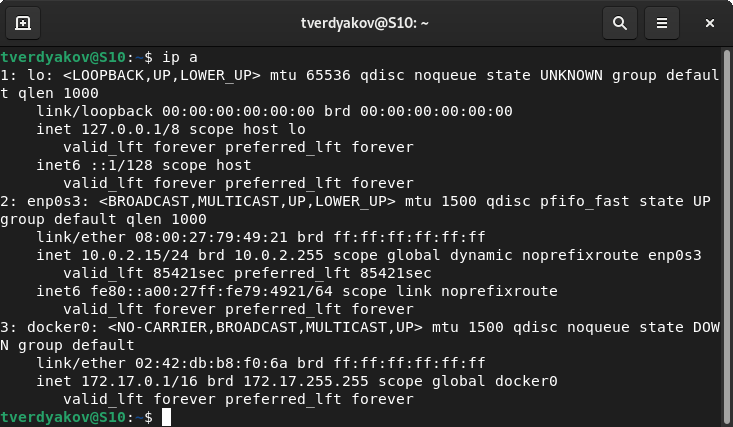 tverdyakov@S10: ~
tverdyakov@S10:~$ ip a
1: lo: <LOOPBACK,UP,LOWER_UP> mtu 65536 qdisc noqueue state UNKNOWN group defaul
t qlen 1000
    link/loopback 00:00:00:00:00:00 brd 00:00:00:00:00:00
    inet 127.0.0.1/8 scope host lo
       valid_lft forever preferred_lft forever
    inet6 ::1/128 scope host
       valid_lft forever preferred_lft forever
2: enp0s3: <BROADCAST,MULTICAST,UP,LOWER_UP> mtu 1500 qdisc pfifo_fast state UP
group default qlen 1000
    link/ether 08:00:27:79:49:21 brd ff:ff:ff:ff:ff:ff
    inet 10.0.2.15/24 brd 10.0.2.255 scope global dynamic noprefixroute enp0s3
       valid_lft 85421sec preferred_lft 85421sec
    inet6 fe80::a00:27ff:fe79:4921/64 scope link noprefixroute
       valid_lft forever preferred_lft forever
3: docker0: <NO-CARRIER,BROADCAST,MULTICAST,UP> mtu 1500 qdisc noqueue state DOW
N group default
    link/ether 02:42:db:b8:f0:6a brd ff:ff:ff:ff:ff:ff
    inet 172.17.0.1/16 brd 172.17.255.255 scope global docker0
       valid_lft forever preferred_lft forever
tverdyakov@S10:~$